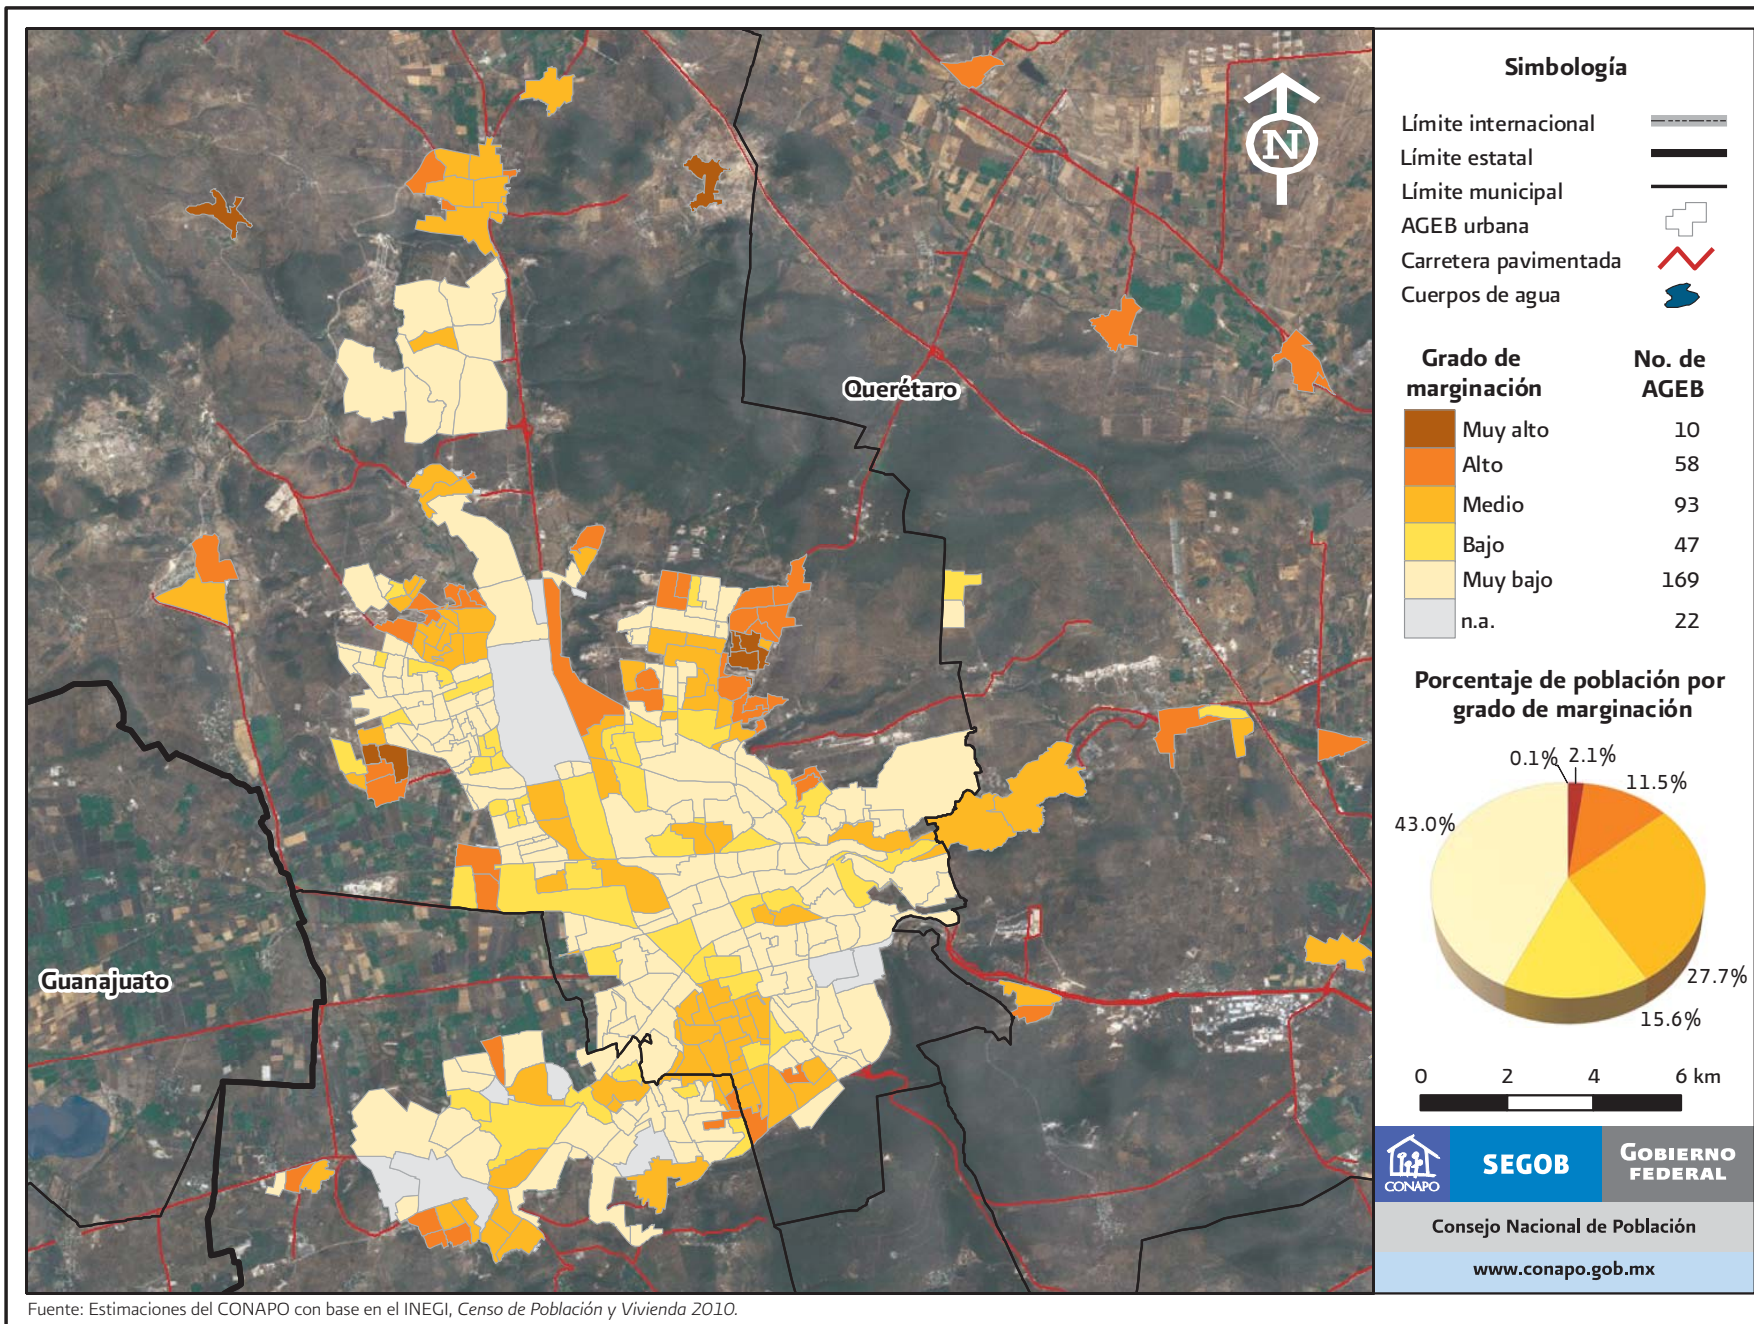 Querétaro
Guanajuato
N
Simbología
Límite internacional
Límite estatal
Límite municipal
AGEB urbana
Carretera pavimentada
Cuerpos de agua
Grado de marginación No. de AGEB
Muy alto 10
Alto 58
Medio 93
Bajo 47
Muy bajo 169
n.a. 22
Porcentaje de población por
grado de marginación
0.1% 2.1%
11.5%
43.0%
27.7%
15.6%
0 2 4 6 km
CONAPO
SEGOB
GOBIERNO
FEDERAL
Consejo Nacional de Población
www.conapo.gob.mx
Fuente: Estimaciones del CONAPO con base en el INEGI, Censo de Población y Vivienda 2010.